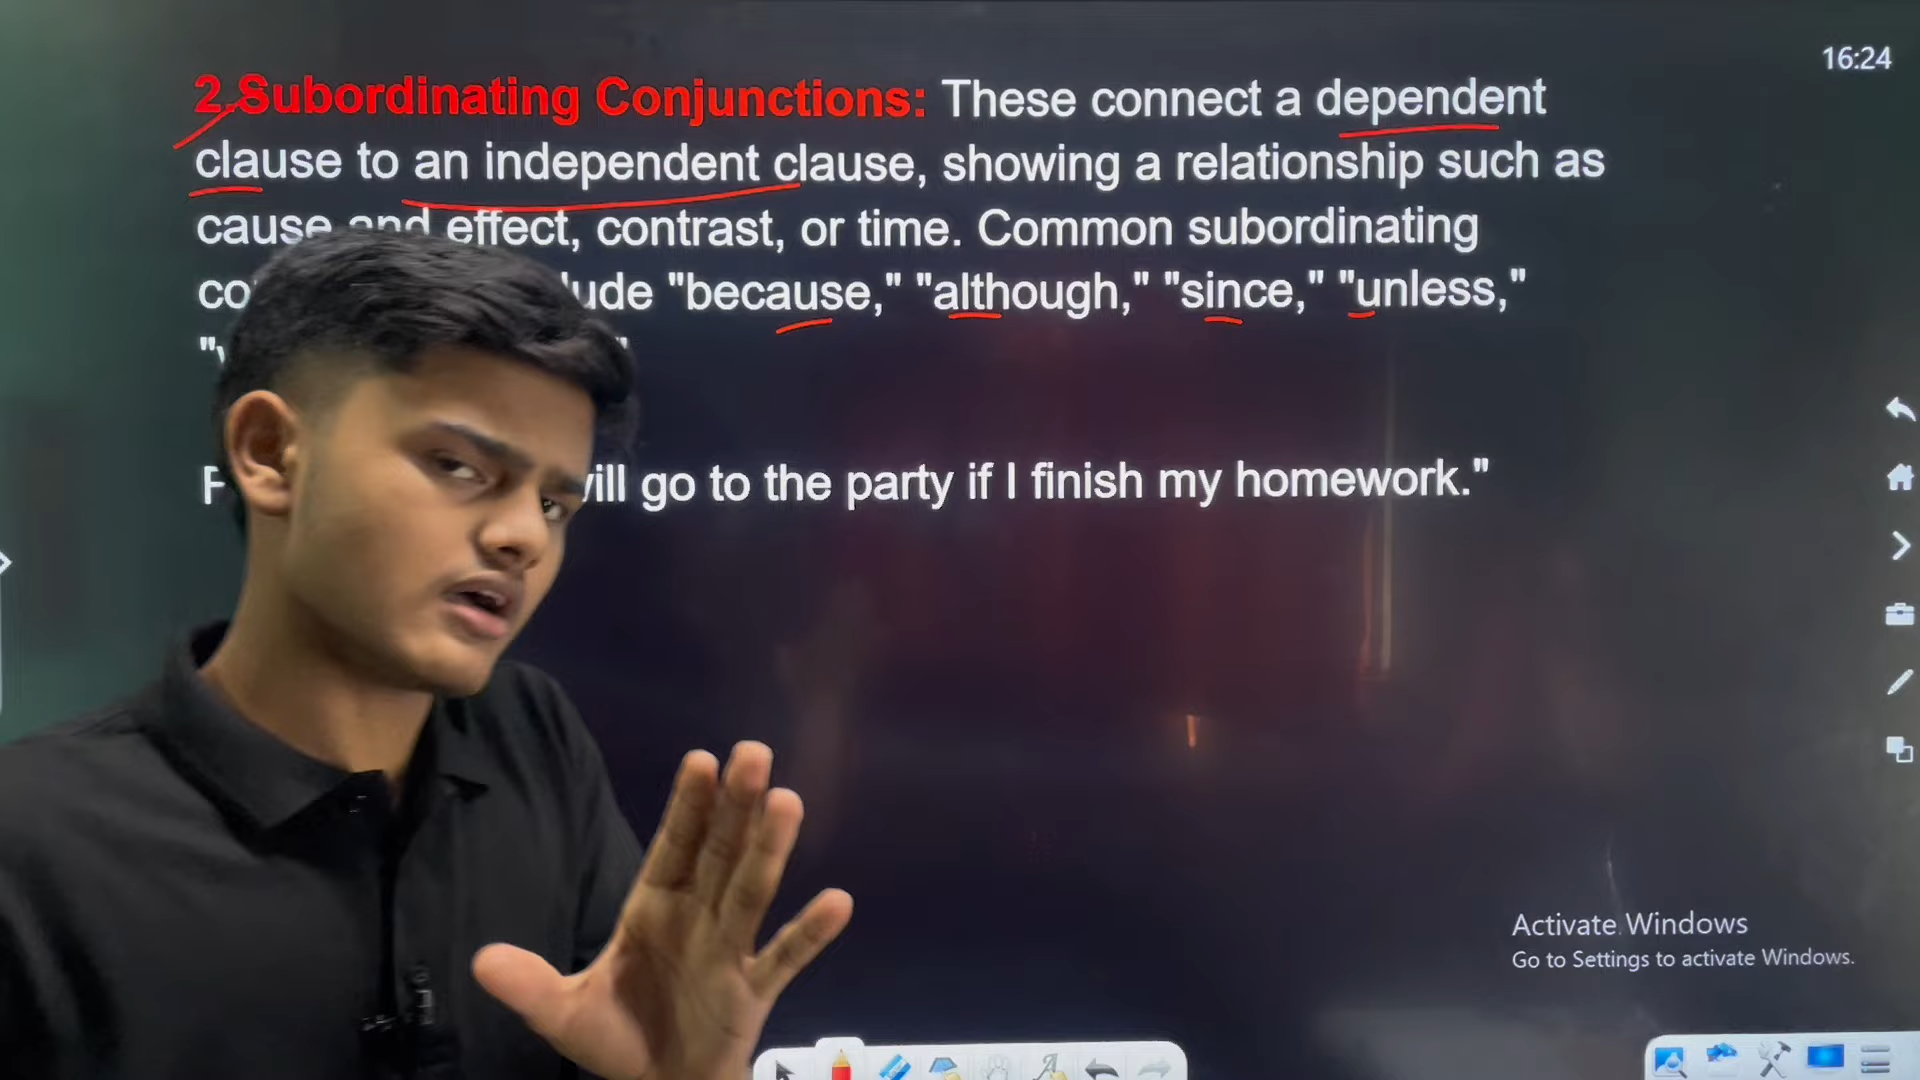 16:24
2.Subordinating Conjunctions: These connect a dependent
clause to an independent clause, showing a relationship such as
cause and effect, contrast, or time. Common subordinating
"because," "although," "since," "unless,"
go to the party if I finish my homework."
Activate Windows
Go to Settings to activate Windows.